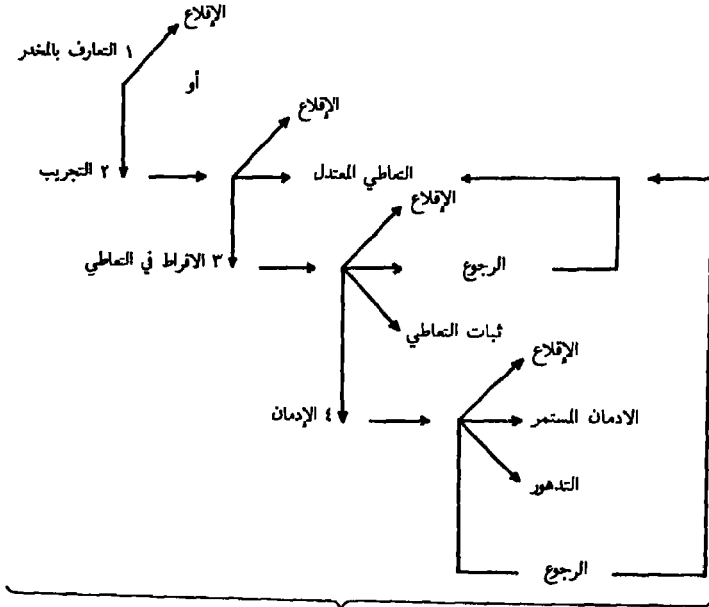 الإقلاع
١ التعارف بالمخدر
أو
الإقلاع
٢ التجريب
التعاطي المعتدل
الإقلاع
٣ الافراط في التعاطي
الرجوع
ثبات التعاطي
الإقلاع
٤ الإدمان
الادمان المستمر
التدهور
الرجوع